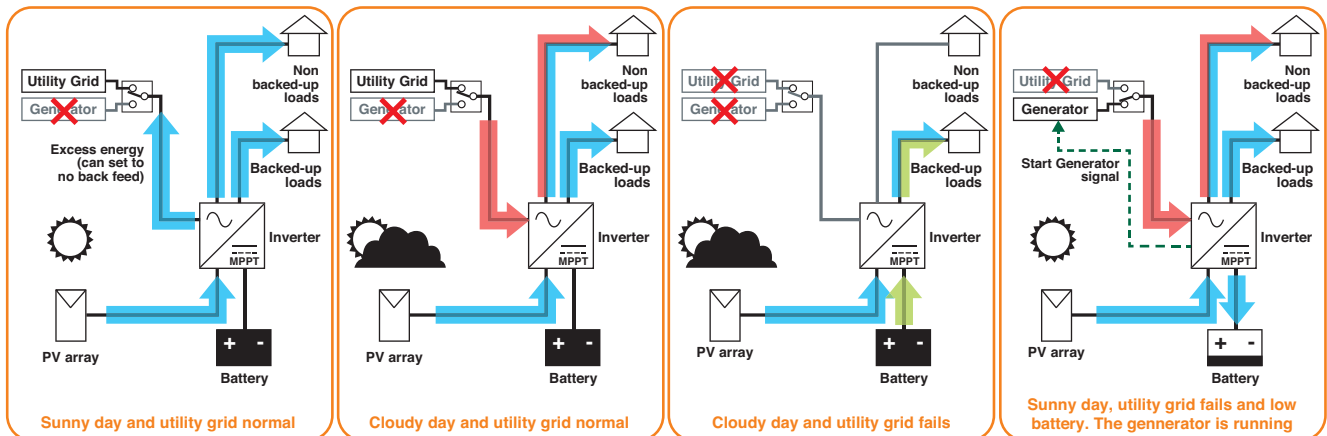 Utility Grid
Generator
Non
backed-up
loads
Excess energy
(can set to
no back feed)
Backed-up
loads
Inverter
MPPT
PV array
+ -
Battery
Sunny day and utility grid normal
Utility Grid
Generator
Non
backed-up
loads
Backed-up
loads
Inverter
MPPT
PV array
+ -
Battery
Cloudy day and utility grid normal
Utility Grid
Generator
Non
backed-up
loads
Backed-up
loads
Inverter
MPPT
PV array
+ -
Battery
Cloudy day and utility grid fails
Utility Grid
Generator
Non
backed-up
loads
Start Generator
signal
Backed-up
loads
Inverter
MPPT
PV array
+ -
Battery
Sunny day, utility grid fails and low
battery. The gennerator is running